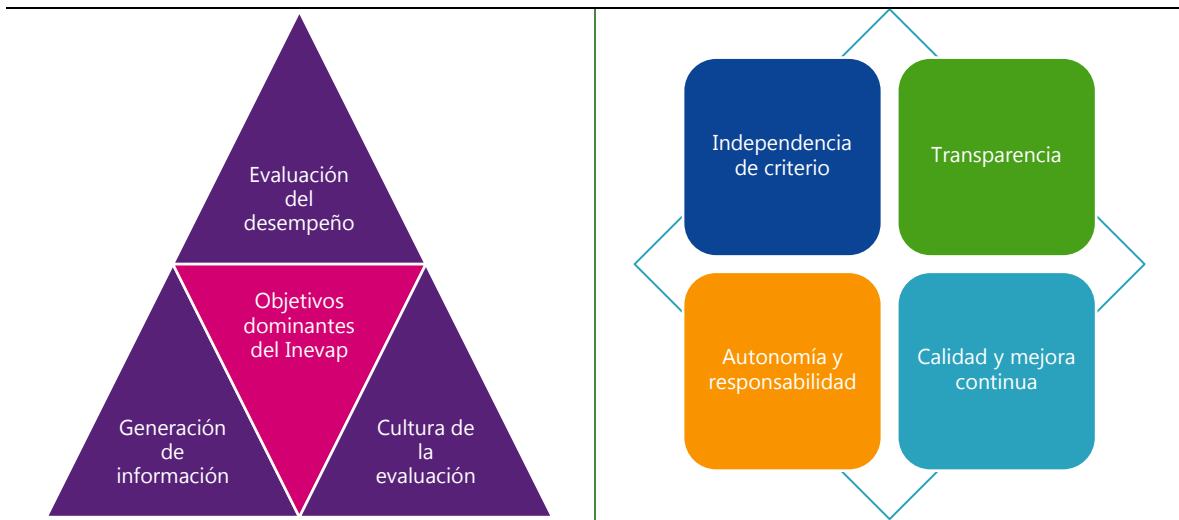 Evaluación
del
desempeño
Objetivos
dominantes
del Inevap
Generación
de
información
Cultura de
la
evaluación
Independencia
de criterio
Transparencia
Autonomía y
responsabilidad
Calidad y mejora
continua